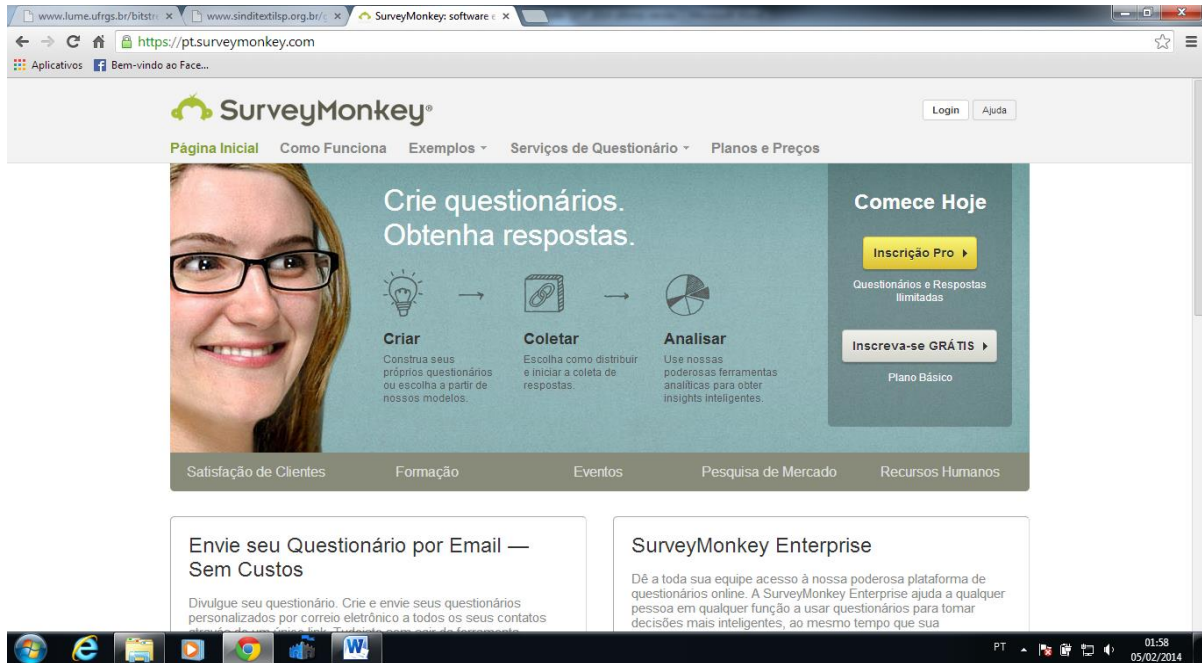 www.lume.ufrgs.br/bitstr
www.sinditextilsp.org.br/
SurveyMonkey: software e
https://pt.surveymonkey.com
Aplicativos Bem-vindo ao Face...
SurveyMonkey®
Login Ajuda
Página Inicial Como Funciona Exemplos Serviços de Questionário Planos e Preços
Crie questionários.
Obtenha respostas.
Criar
Construa seus
próprios questionários
ou escolha a partir de
nossos modelos.
Coletar
Escolha como distribuir
e iniciar a coleta de
respostas.
Analisar
Use nossas
poderosas ferramentas
analíticas para obter
insights inteligentes.
Comece Hoje
Inscrição Pro
Questionários e Respostas
Ilimitadas
Inscreva-se GRÁTIS
Plano Básico
Satisfação de Clientes Formação Eventos Pesquisa de Mercado Recursos Humanos
Envie seu Questionário por Email —
Sem Custos
Divulgue seu questionário. Crie e envie seus questionários
personalizados por correio eletrônico a todos os seus contatos
SurveyMonkey Enterprise
Dê a toda sua equipe acesso à nossa poderosa plataforma de
questionários online. A SurveyMonkey Enterprise ajuda a qualquer
pessoa em qualquer função a usar questionários para tomar
decisões mais inteligentes, ao mesmo tempo que sua
PT
01:58
05/02/2014